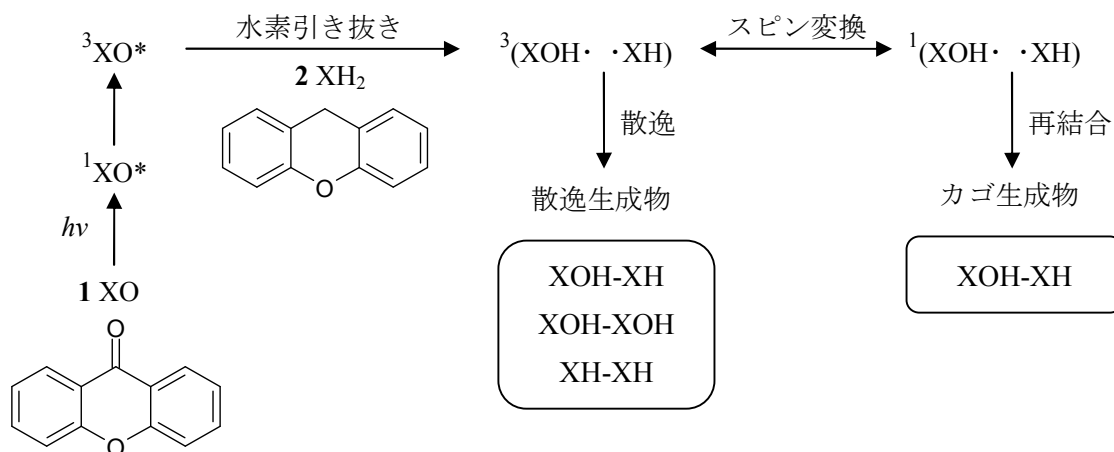 ³XO*
水素引き抜き
2 XH₂
³(XOH· ·XH)
スピン変換
¹(XOH· ·XH)
散逸
再結合
¹XO*
散逸生成物
カゴ生成物
hν
XOH-XH
XOH-XOH
XH-XH
XOH-XH
1 XO
O
O
O